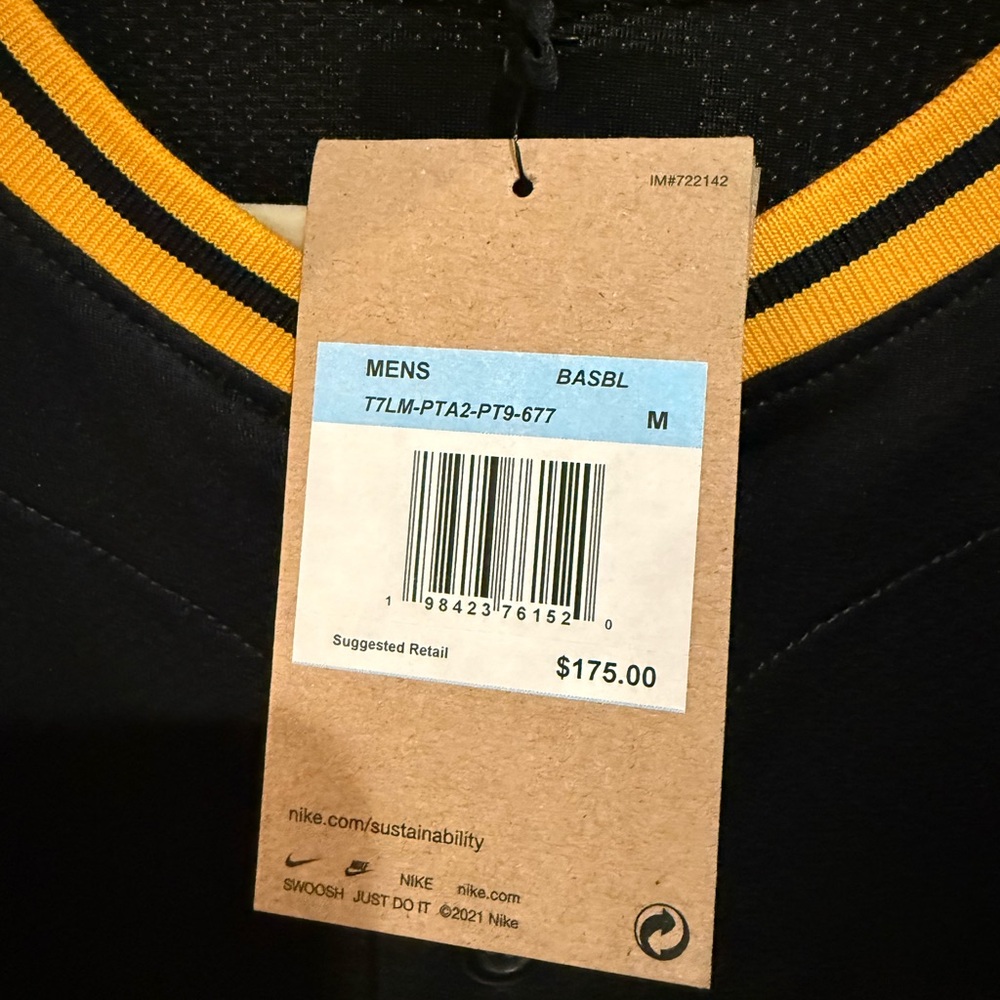 IM#722142
MENS BASBL
T7LM-PTA2-PT9-677 M
1 98423 76152 0
Suggested Retail
$175.00
nike.com/sustainability
NIKE nike.com
SWOOSH JUST DO IT ©2021 Nike